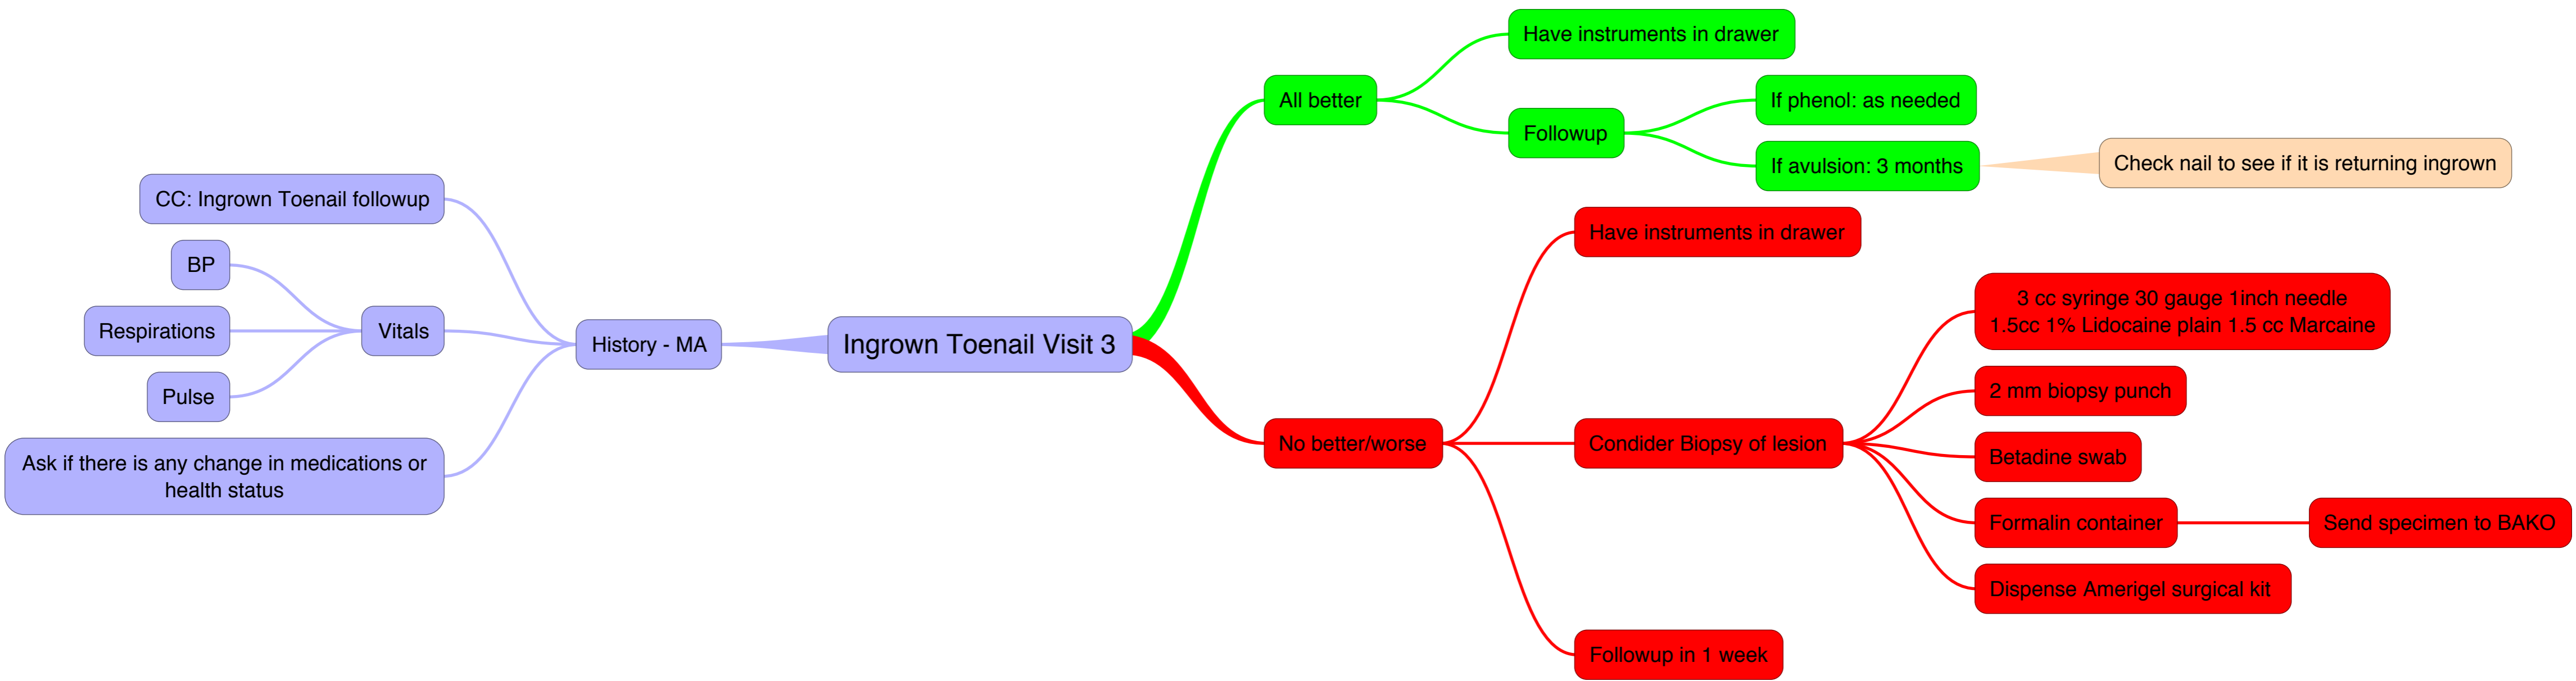 CC: Ingrown Toenail followup
BP
Respirations
Pulse
Vitals
Ask if there is any change in medications or
health status
History - MA
Ingrown Toenail Visit 3
All better
Have instruments in drawer
Followup
If phenol: as needed
If avulsion: 3 months
Check nail to see if it is returning ingrown
No better/worse
Have instruments in drawer
Condider Biopsy of lesion
3 cc syringe 30 gauge 1inch needle
1.5cc 1% Lidocaine plain 1.5 cc Marcaine
2 mm biopsy punch
Betadine swab
Formalin container
Send specimen to BAKO
Dispense Amerigel surgical kit
Followup in 1 week